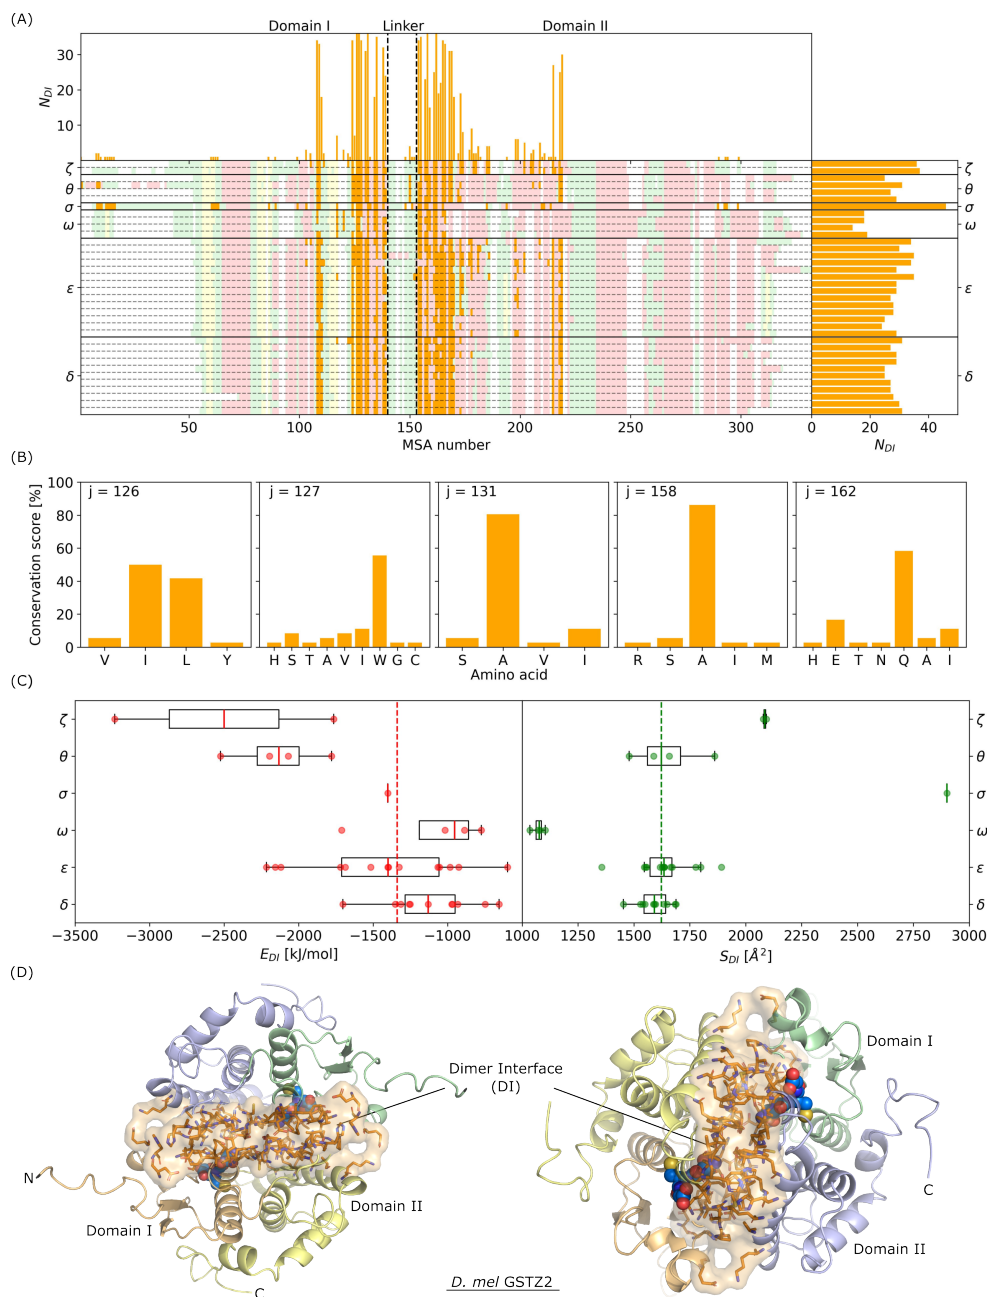 (A)
Domain I Linker Domain II
30
20
10
N_DI
ζ ζ
θ θ
σ σ
ω ω
ε ε
δ δ
50 100 150 200 250 300 0 20 40
MSA number N_DI
(B)
Conservation score [%]
100
80
60
40
20
0
j = 126 j = 127 j = 131 j = 158 j = 162
V I L Y H S T A V I W G C S A V I R S A I M H E T N Q A I
Amino acid
(C)
ζ ζ
θ θ
σ σ
ω ω
ε ε
δ δ
−3500 −3000 −2500 −2000 −1500 −1000 1000 1500 2000 2500 2750 3000
E_DI [kJ/mol] S_DI [Å²]
(D)
Domain I
Dimer Interface
(DI)
N
C
Domain II
Domain I
Domain II
C
D. mel GSTZ2